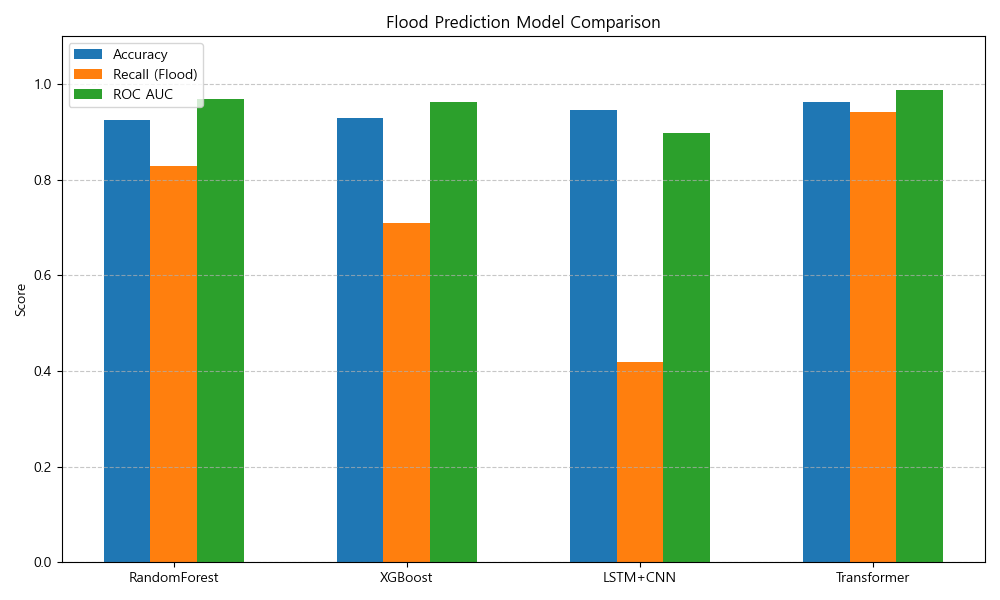 Flood Prediction Model Comparison
Accuracy
Recall (Flood)
ROC AUC
1.0
0.8
0.6
0.4
0.2
0.0
Score
RandomForest
XGBoost
LSTM+CNN
Transformer